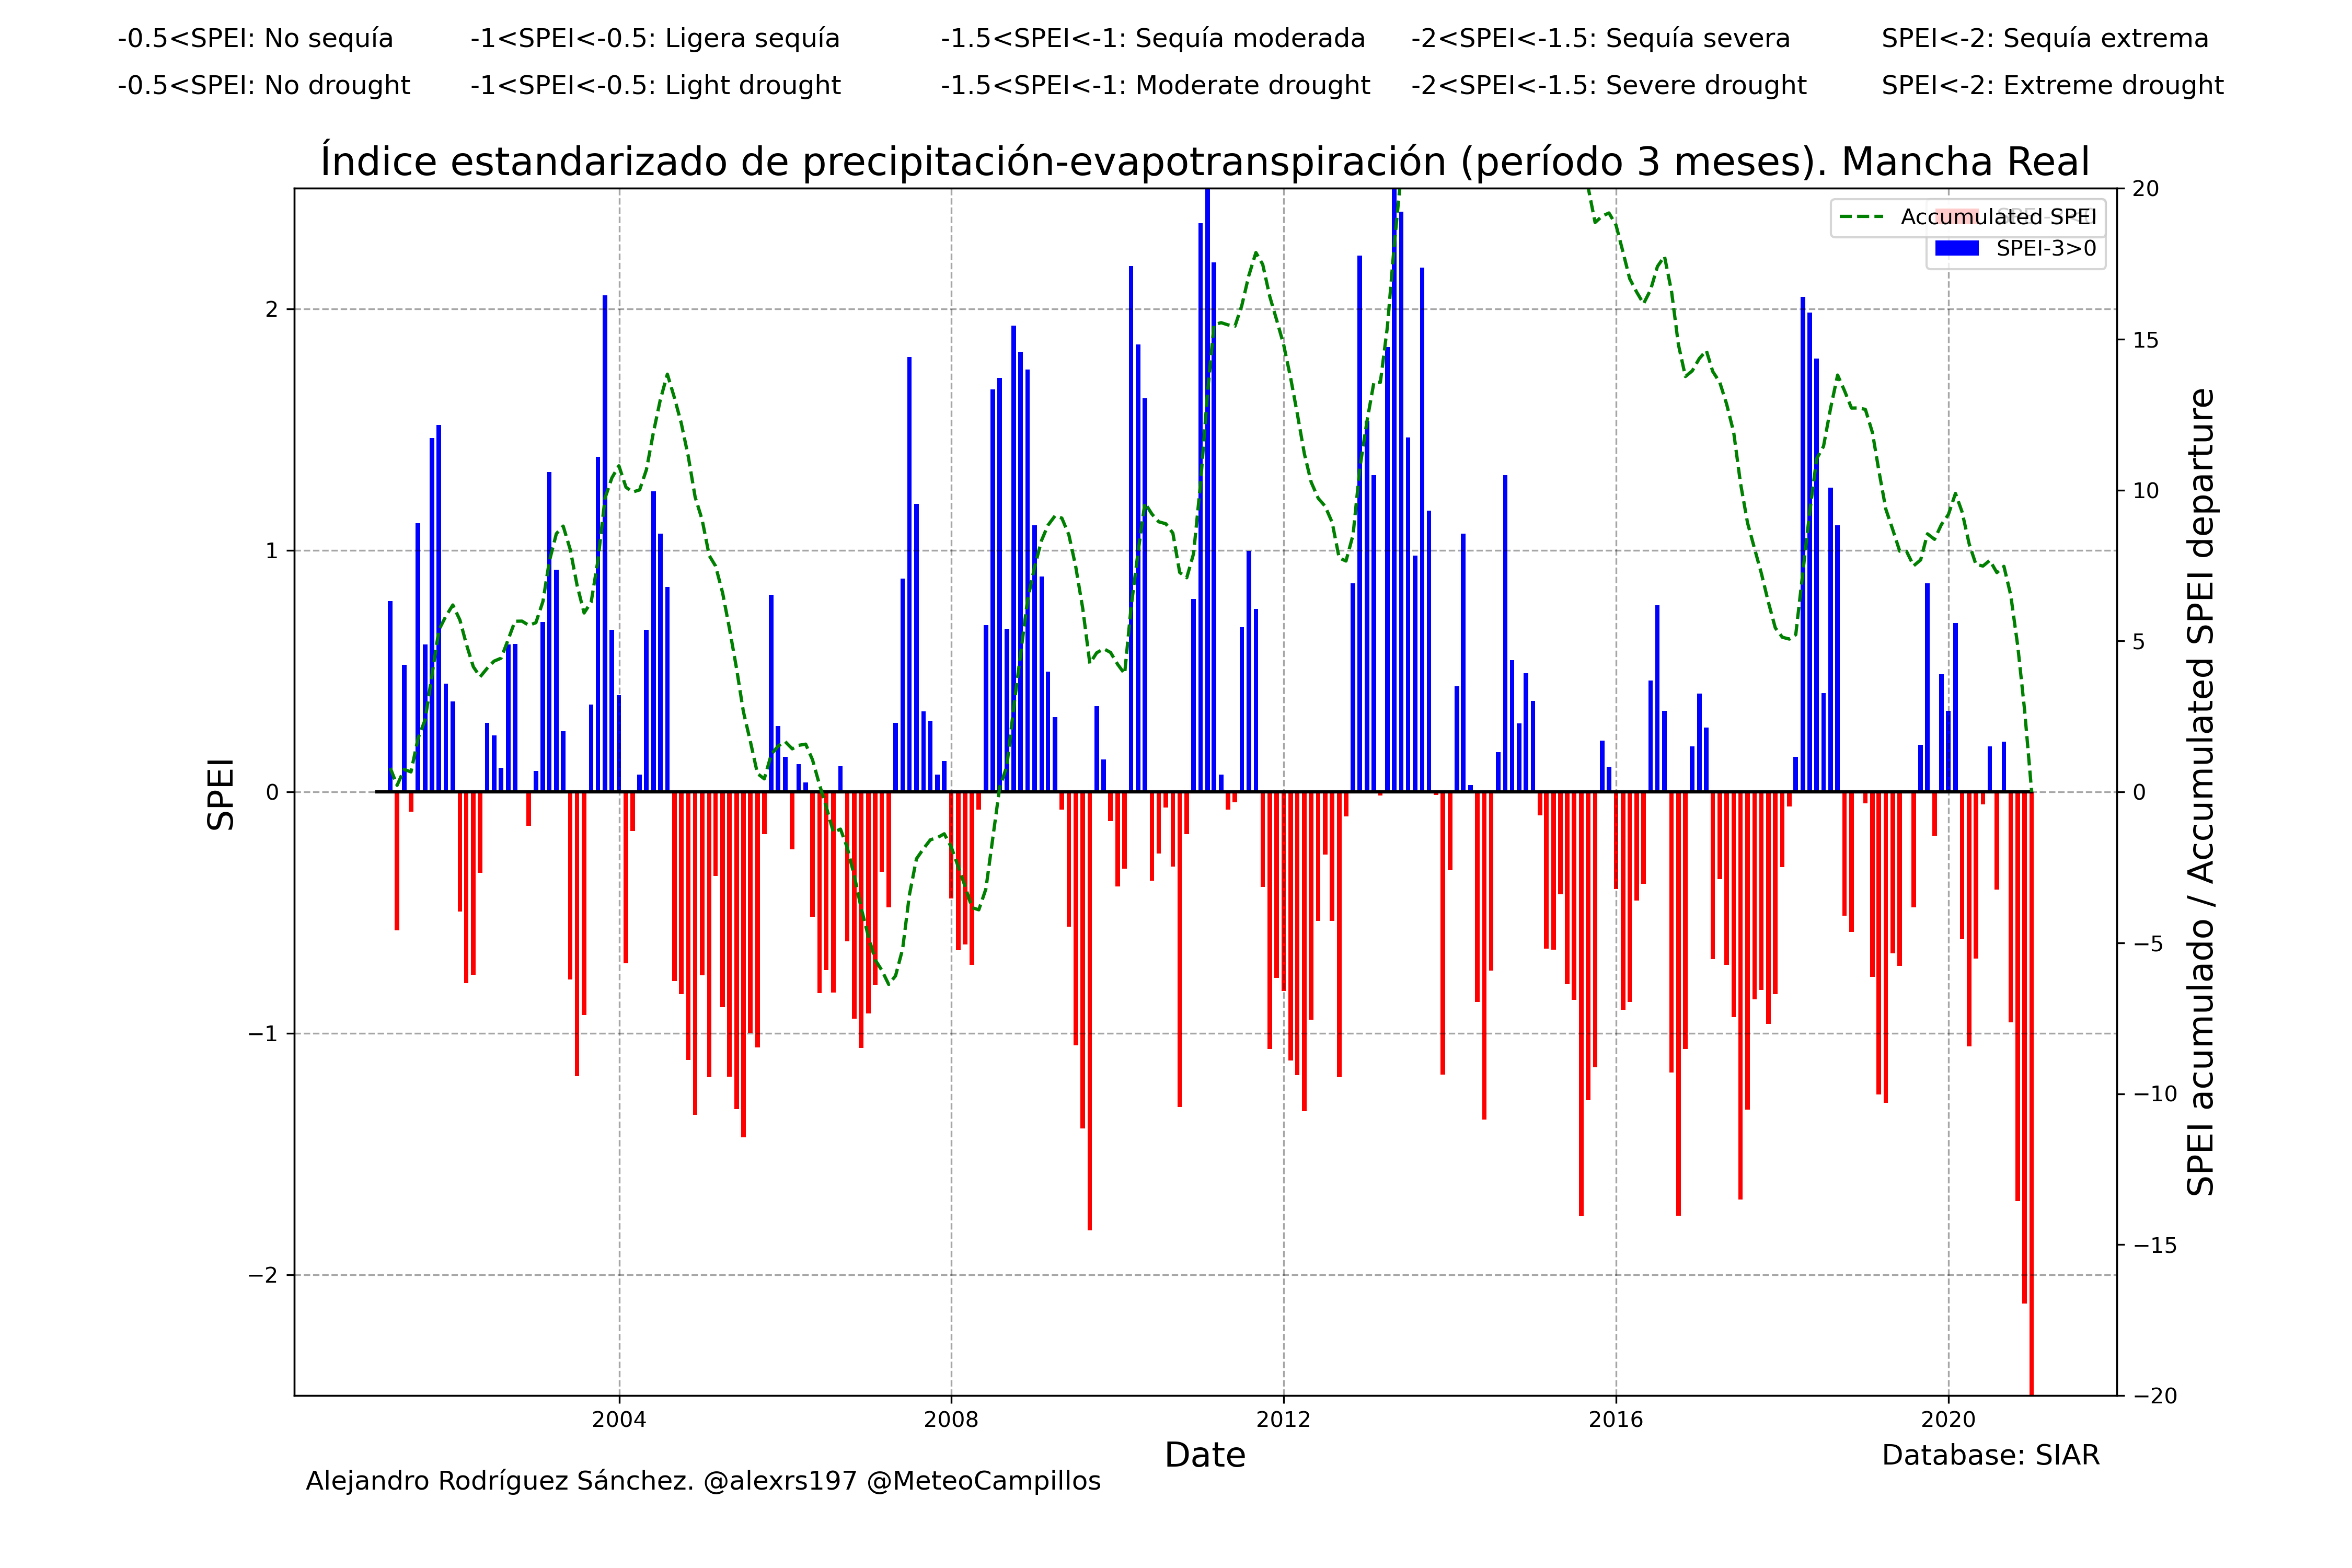 -0.5<SPEI: No sequía -1<SPEI<-0.5: Ligera sequía -1.5<SPEI<-1: Sequía moderada -2<SPEI<-1.5: Sequía severa SPEI<-2: Sequía extrema
-0.5<SPEI: No drought -1<SPEI<-0.5: Light drought -1.5<SPEI<-1: Moderate drought -2<SPEI<-1.5: Severe drought SPEI<-2: Extreme drought
Índice estandarizado de precipitación-evapotranspiración (período 3 meses). Mancha Real
Accumulated SPEI
SPEI-3>0
SPEI
2
1
0
−1
−2
20
15
10
5
0
−5
−10
−15
−20
SPEI acumulado / Accumulated SPEI departure
2004 2008 2012 2016 2020
Date
Database: SIAR
Alejandro Rodríguez Sánchez. @alexrs197 @MeteoCampillos